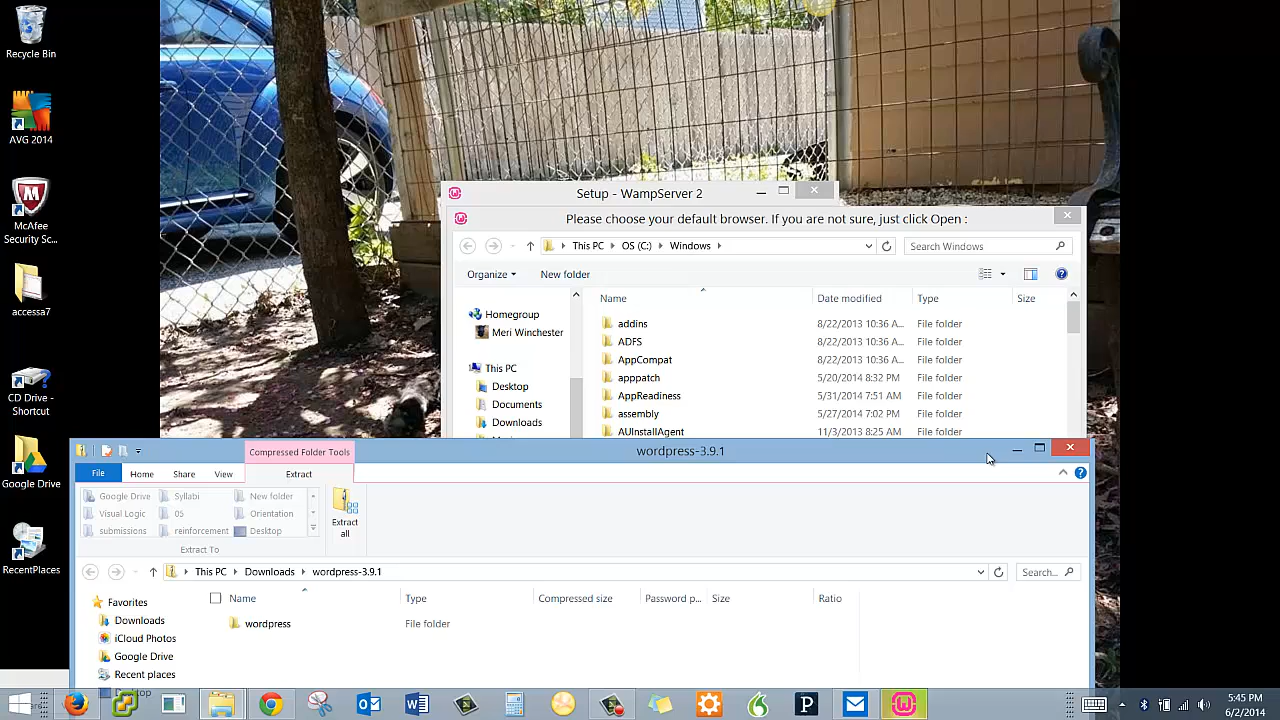 Recycle Bin
AVG 2014
McAfee
Security Sc...
accessa7
CD Drive -
Shortcut
Google Drive
RecentPlaces
Setup - WampServer 2
Please choose your default browser. If you are not sure, just click Open :
This PC OS (C:) Windows
Search Windows
Organize New folder
Homegroup
Meri Winchester
This PC
Desktop
Documents
Downloads
Name Date modified Type Size
addins 8/22/2013 10:36 A... File folder
ADFS 8/22/2013 10:36 A... File folder
AppCompat 8/22/2013 10:36 A... File folder
apppatch 5/20/2014 8:32 PM File folder
AppReadiness 5/31/2014 7:51 AM File folder
assembly 5/27/2014 7:02 PM File folder
AUInstallAgent 11/3/2013 8:25 AM File folder
Compressed Folder Tools
wordpress-3.9.1
File Home Share View Extract
Google Drive Syllabi New folder
Visual Logic 05 Orientation
submissions reinforcement Desktop
Extract
all
Extract To
This PC Downloads wordpress-3.9.1
Search...
Favorites
Downloads
iCloud Photos
Google Drive
Recent places
Desktop
Name Type Compressed size Password p... Size Ratio
wordpress File folder
5:45 PM
6/2/2014